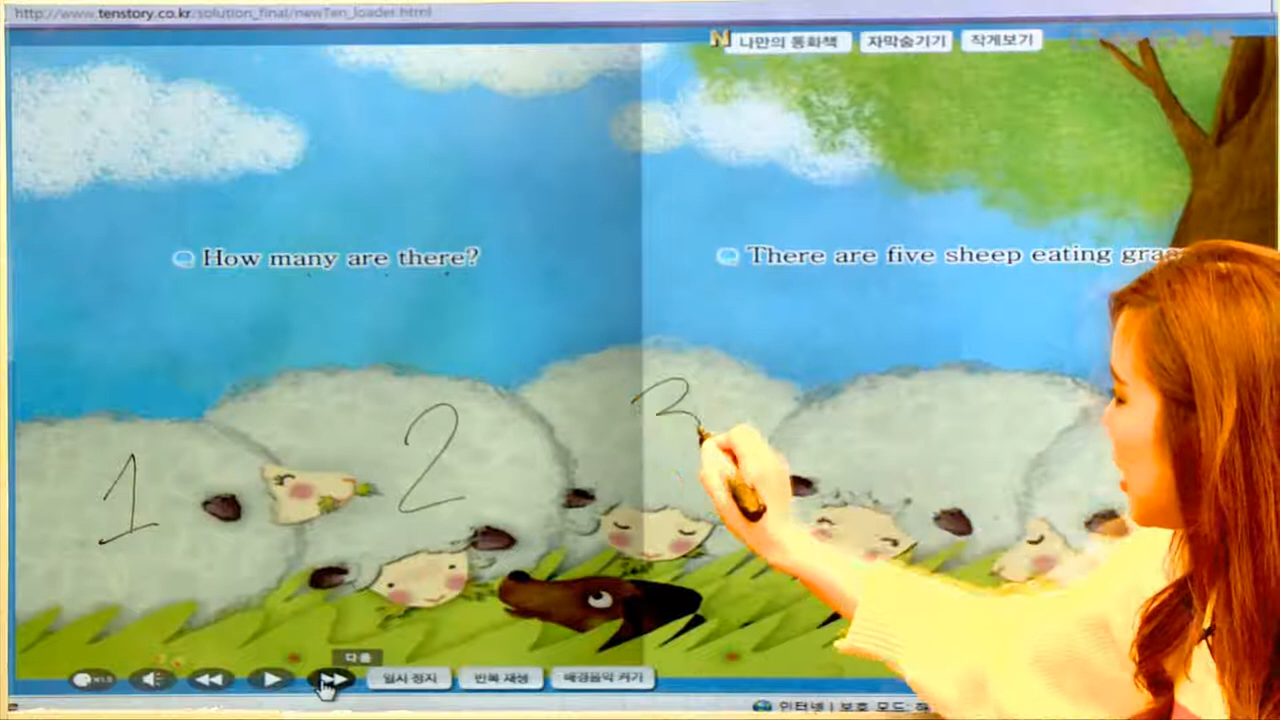 http://www.tenstory.co.kr/solution_final/newTen_loader.html
나만의 동화책 자막숨기기 작게보기
How many are there?
There are five sheep eating
1 2
다음
x1.0
일시 정지 반복 재생 배경음악 켜기
인터넷 | 보호 모드: